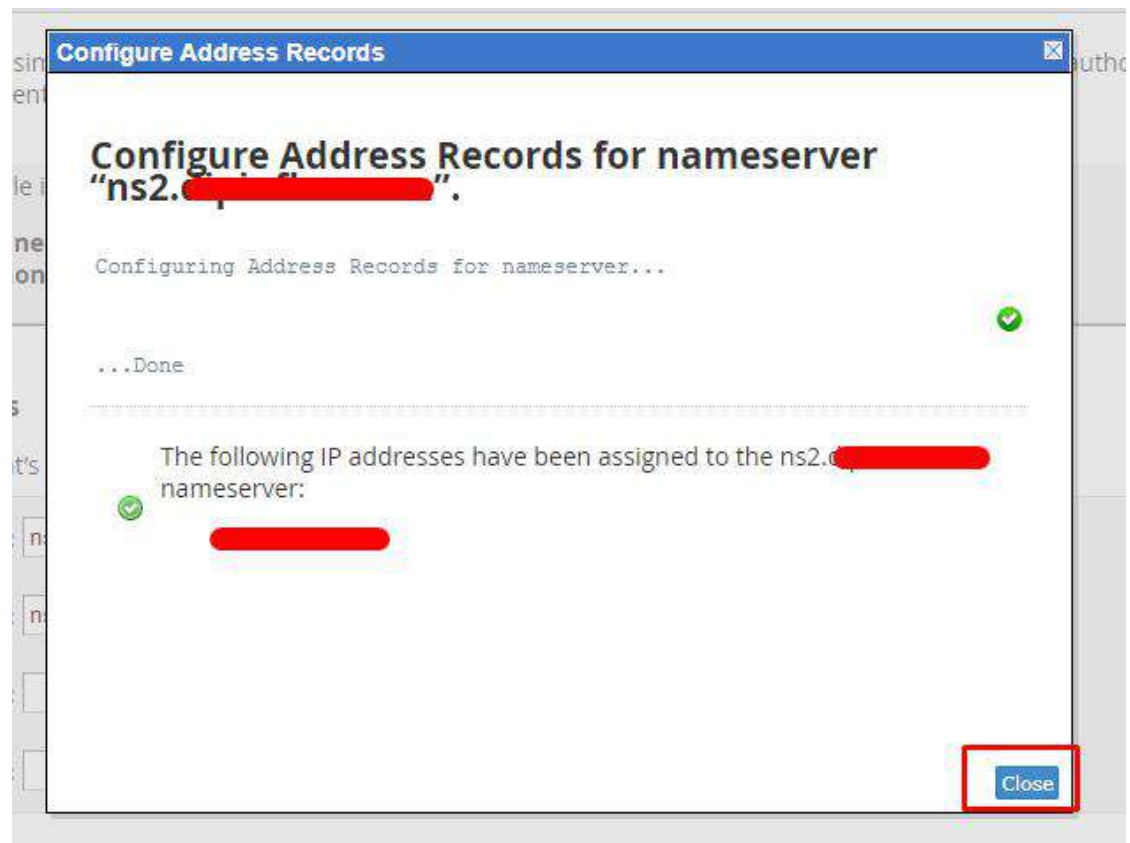 Configure Address Records
Configure Address Records for nameserver
“ns2.
”.
Configuring Address Records for nameserver...
...Done
The following IP addresses have been assigned to the ns2.
nameserver:
Close